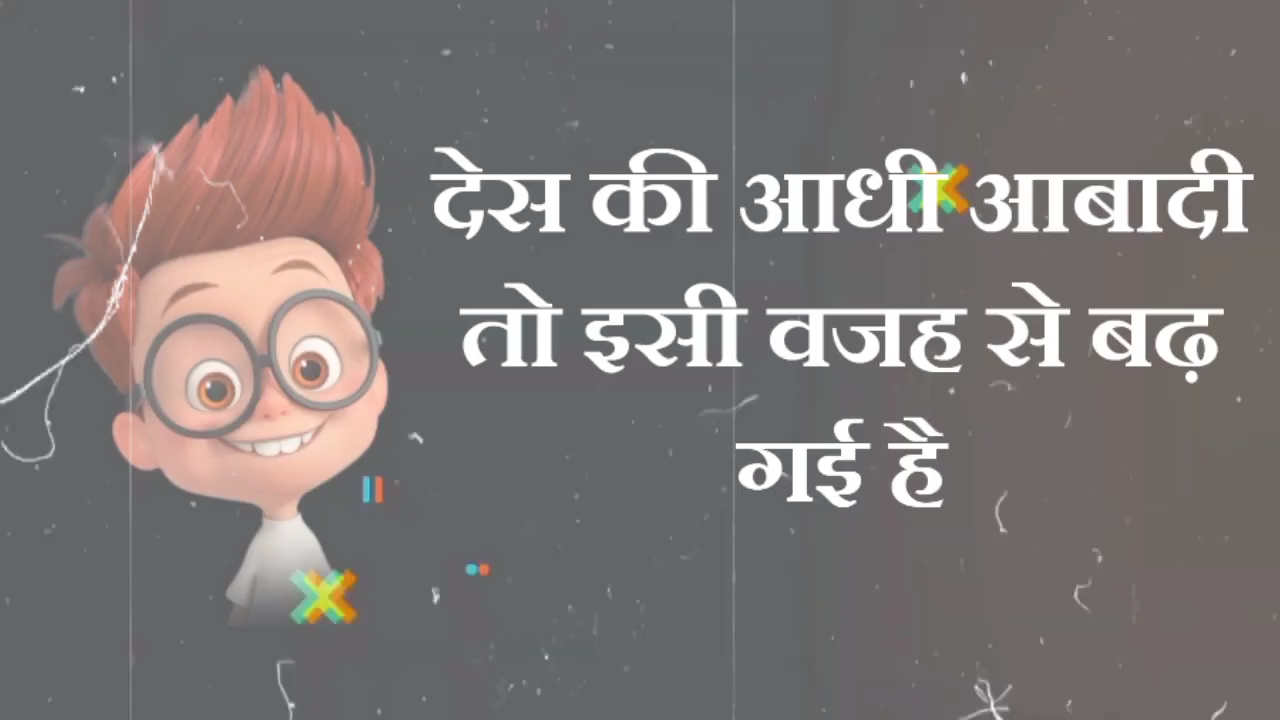 देस की आधी आबादी
तो इसी वजह से बढ़
गई है